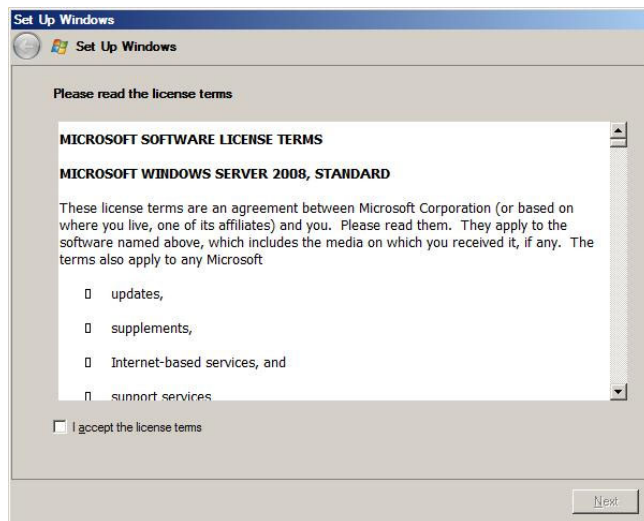 Set Up Windows
Set Up Windows
Please read the license terms
MICROSOFT SOFTWARE LICENSE TERMS
MICROSOFT WINDOWS SERVER 2008, STANDARD
These license terms are an agreement between Microsoft Corporation (or based on
where you live, one of its affiliates) and you.  Please read them.  They apply to the
software named above, which includes the media on which you received it, if any.  The
terms also apply to any Microsoft
▯ updates,
▯ supplements,
▯ Internet-based services, and
▯ support services
I accept the license terms
Next